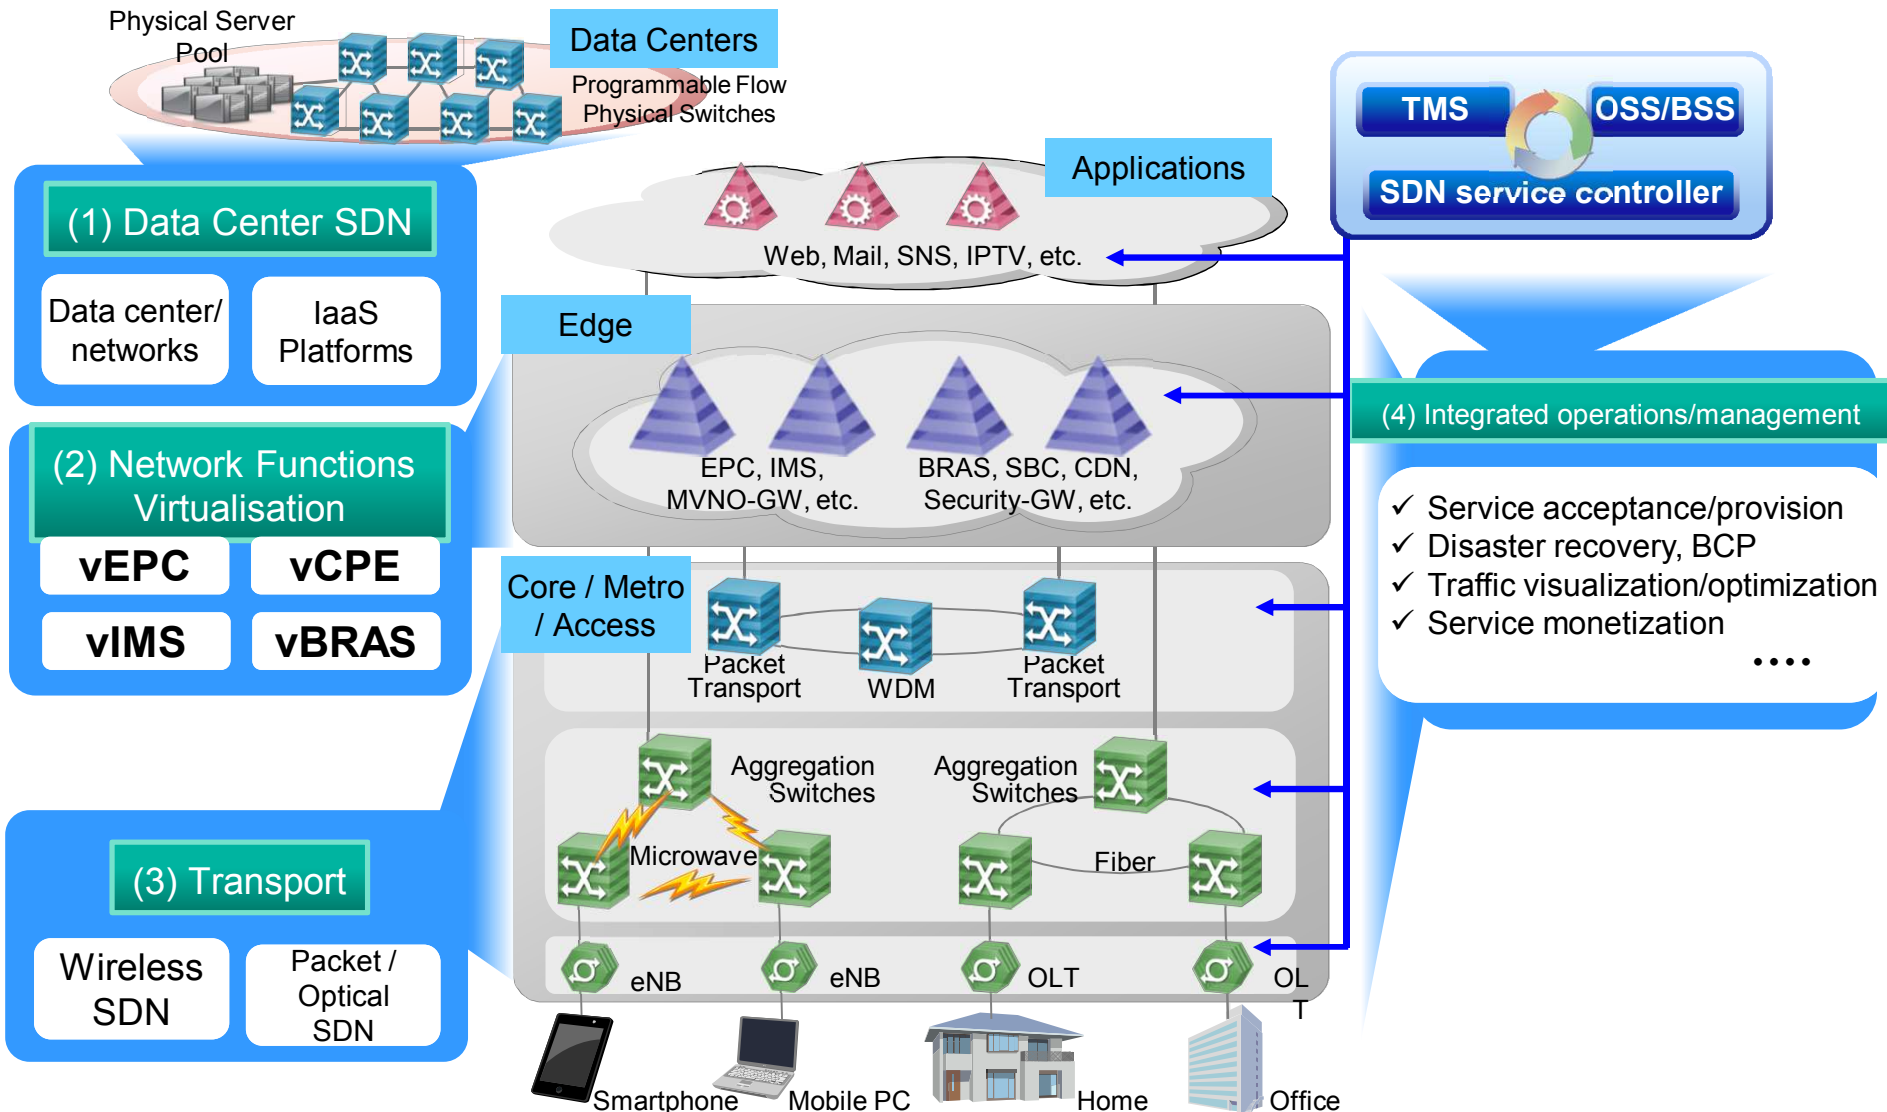 Physical Server
Pool
Data Centers
Programmable Flow
Physical Switches
TMS
OSS/BSS
SDN service controller
Applications
Web, Mail, SNS, IPTV, etc.
(1) Data Center SDN
Data center/
networks
IaaS
Platforms
Edge
EPC, IMS,
MVNO-GW, etc.
BRAS, SBC, CDN,
Security-GW, etc.
(2) Network Functions
Virtualisation
vEPC
vCPE
vIMS
vBRAS
(4) Integrated operations/management
✓ Service acceptance/provision
✓ Disaster recovery, BCP
✓ Traffic visualization/optimization
✓ Service monetization
••••
Core / Metro
/ Access
Packet
Transport
WDM
Packet
Transport
Aggregation
Switches
Aggregation
Switches
Microwave
Fiber
(3) Transport
Wireless
SDN
Packet /
Optical
SDN
eNB
eNB
OLT
OL
T
Smartphone
Mobile PC
Home
Office